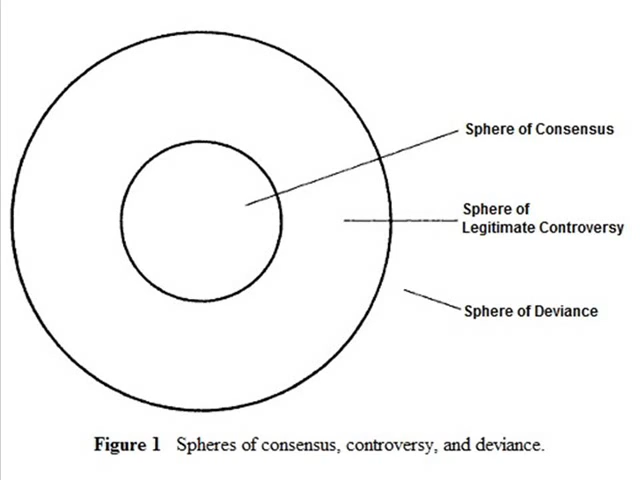 Sphere of Consensus
Sphere of
Legitimate Controversy
Sphere of Deviance
Figure 1 Spheres of consensus, controversy, and deviance.